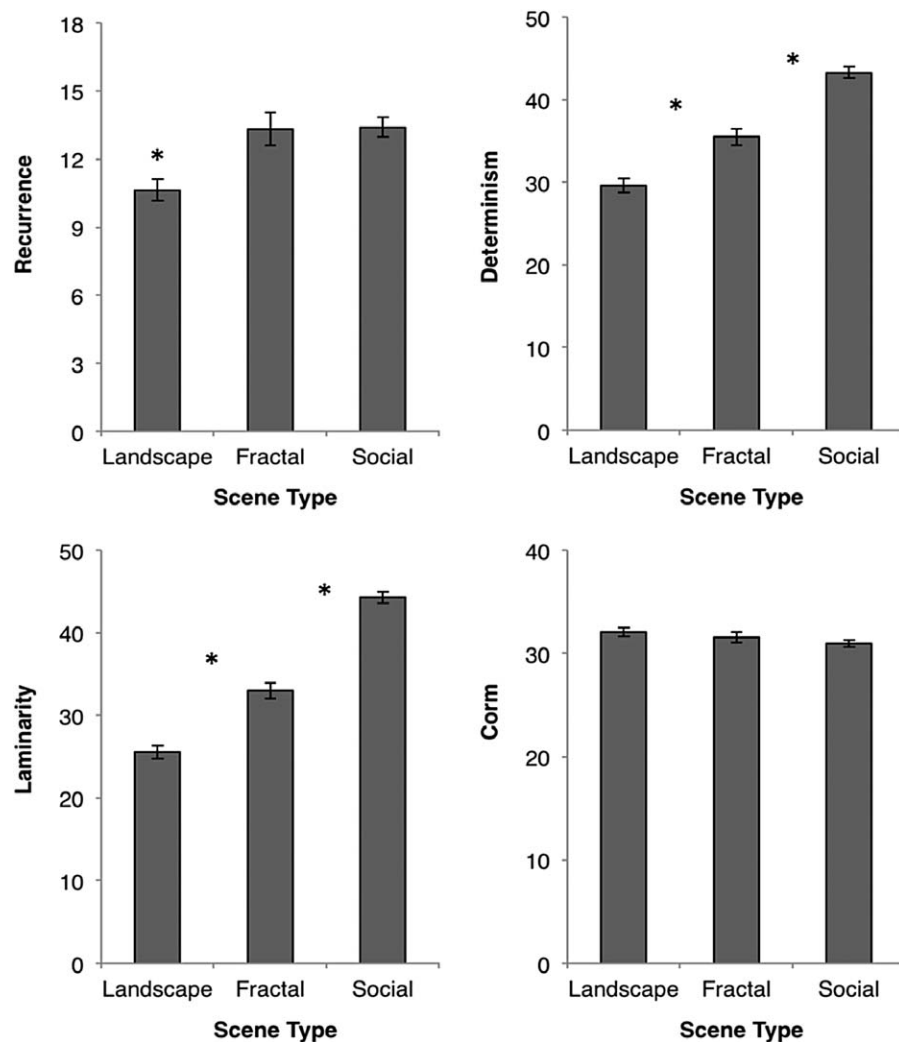 Recurrence
18
15
12
9
6
3
0
*
Landscape Fractal Social
Scene Type
Determinism
50
40
30
20
10
0
*
*
Landscape Fractal Social
Scene Type
Laminarity
50
40
30
20
10
0
*
*
Landscape Fractal Social
Scene Type
Corm
40
30
20
10
0
Landscape Fractal Social
Scene Type